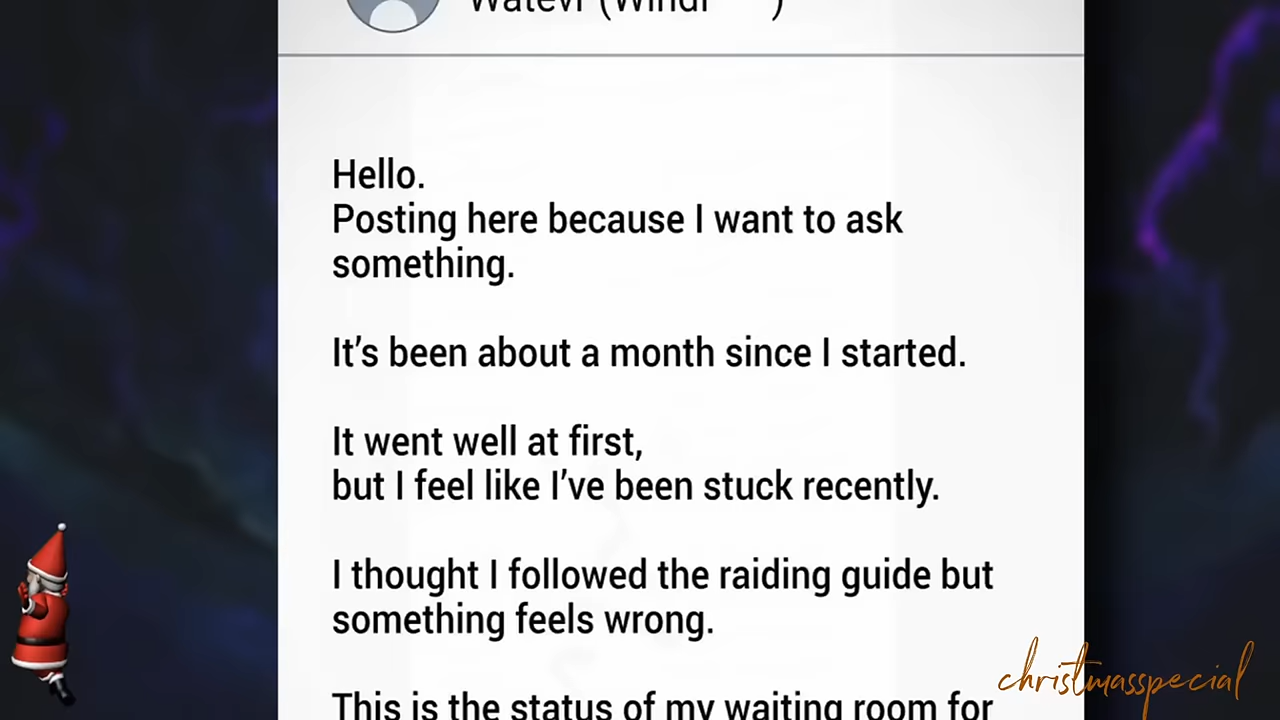 Hello.
Posting here because I want to ask
something.
It's been about a month since I started.
It went well at first,
but I feel like I've been stuck recently.
I thought I followed the raiding guide but
something feels wrong.
This is the status of my waiting room for
christmasspecial